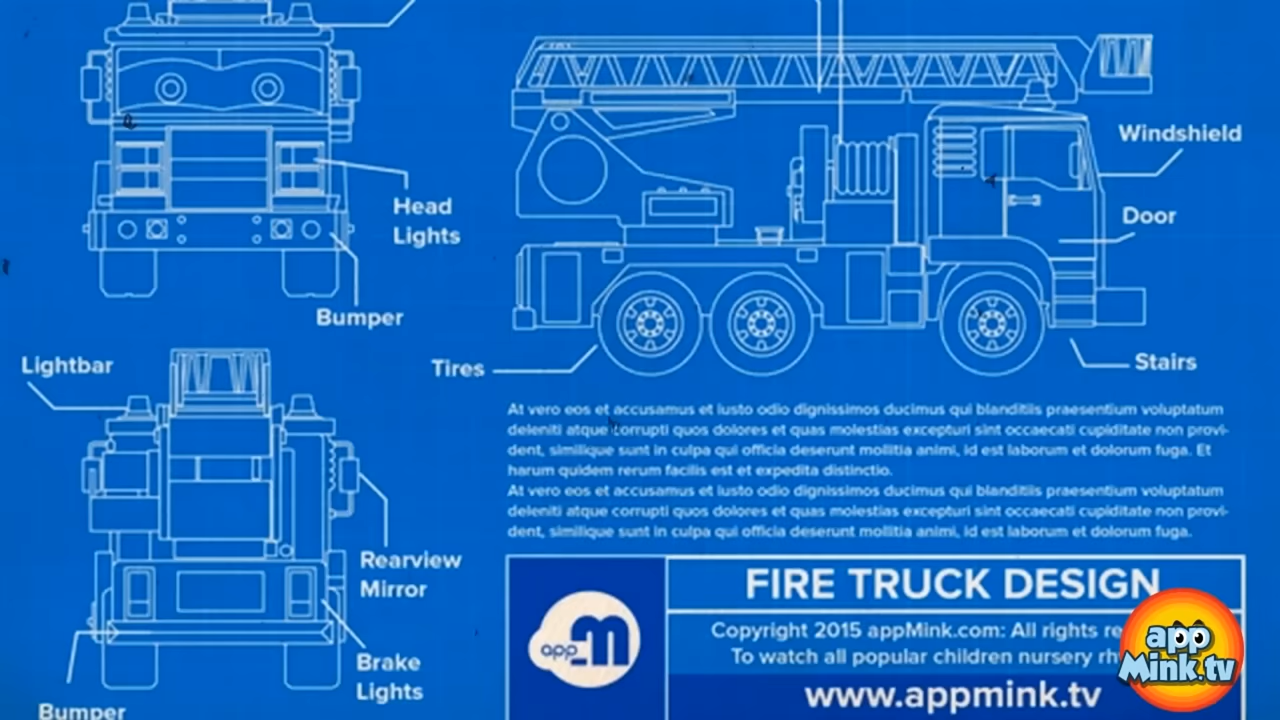 Head
Lights
Bumper
Windshield
Door
Tires
Stairs
Lightbar
Rearview
Mirror
Brake
Lights
Bumper
At vero eos et accusamus et iusto odio dignissimos ducimus qui blanditiis praesentium voluptatum
deleniti atque corrupti quos dolores et quas molestias excepturi sint occaecati cupiditate non provi-
dent, similique sunt in culpa qui officia deserunt mollitia animi, id est laborum et dolorum fuga. Et
harum quidem rerum facilis est et expedita distinctio.
At vero eos et accusamus et iusto odio dignissimos ducimus qui blanditiis praesentium voluptatum
deleniti atque corrupti quos dolores et quas molestias excepturi sint occaecati cupiditate non provi-
dent, similique sunt in culpa qui officia deserunt mollitia animi, id est laborum et dolorum fuga.
app m
FIRE TRUCK DESIGN
Copyright 2015 appMink.com: All rights
To watch all popular children nursery
www.appmink.tv
app
Mink.tv